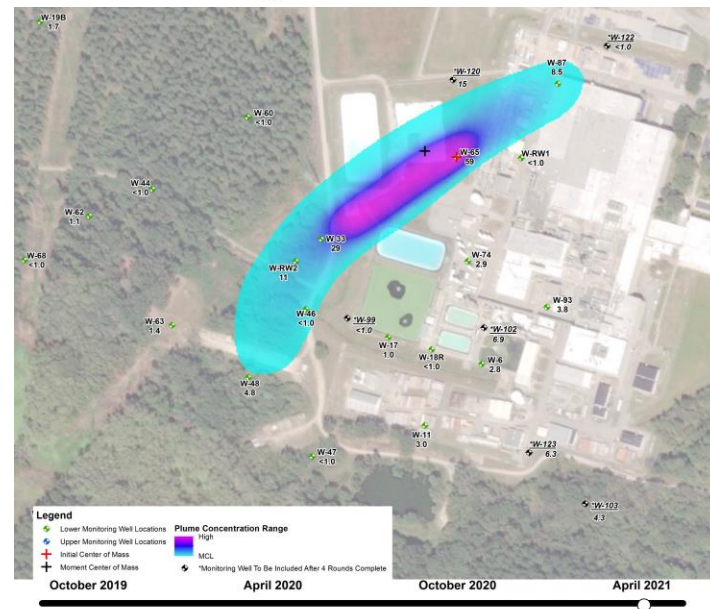 W-19B
1.7
*W-122
<1.0
W-87
8.5
*W-120
15
W-60
<1.0
W-65
59
W-RW1
<1.0
W-44
<1.0
W-62
1.1
W-33
29
W-68
<1.0
W-RW2
11
W-74
2.9
W-93
3.8
W-46
<1.0
*W-99
<1.0
W-63
1.4
*W-102
6.9
W-17
1.0
W-18R
<1.0
W-6
2.8
W-48
4.8
W-11
3.0
W-47
<1.0
*W-123
6.3
*W-103
4.3
Legend
Lower Monitoring Well Locations
Upper Monitoring Well Locations
Initial Center of Mass
Moment Center of Mass
Plume Concentration Range
High
MCL
*Monitoring Well To Be Included After 4 Rounds Complete
October 2019 April 2020 October 2020 April 2021